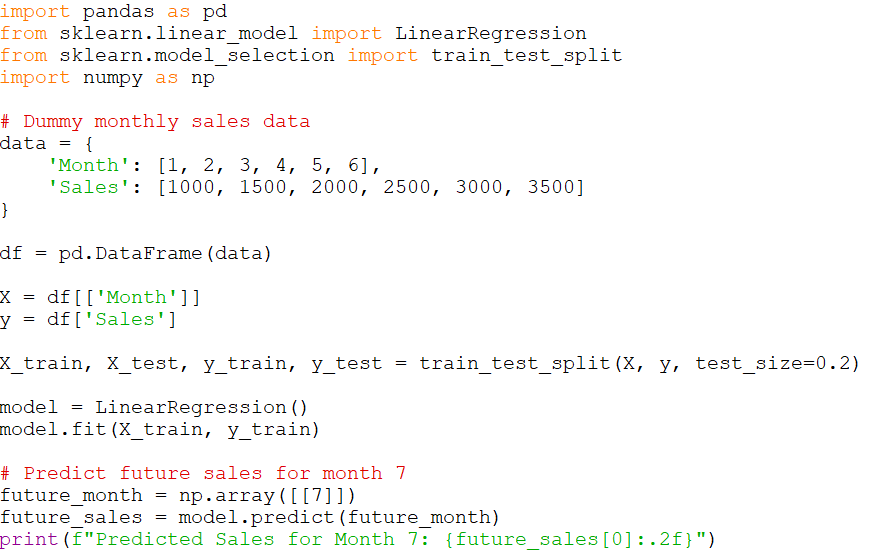 import pandas as pd
from sklearn.linear_model import LinearRegression
from sklearn.model_selection import train_test_split
import numpy as np

# Dummy monthly sales data
data = {
    'Month': [1, 2, 3, 4, 5, 6],
    'Sales': [1000, 1500, 2000, 2500, 3000, 3500]
}

df = pd.DataFrame(data)

X = df[['Month']]
y = df['Sales']

X_train, X_test, y_train, y_test = train_test_split(X, y, test_size=0.2)

model = LinearRegression()
model.fit(X_train, y_train)

# Predict future sales for month 7
future_month = np.array([[7]])
future_sales = model.predict(future_month)
print(f"Predicted Sales for Month 7: {future_sales[0]:.2f}")